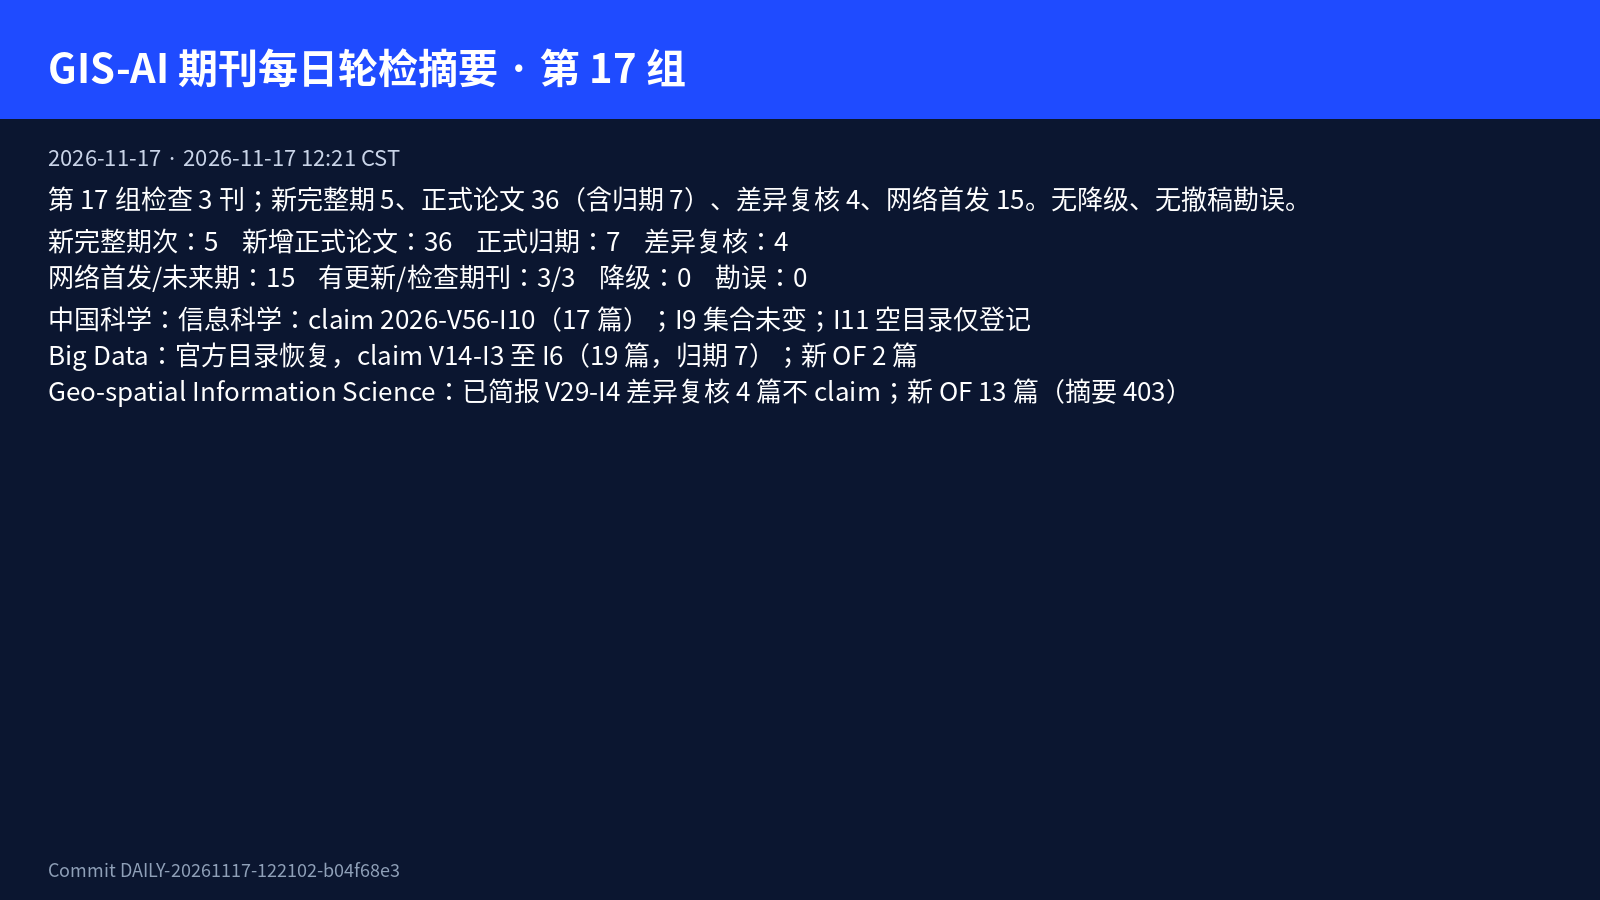 GIS-AI 期刊每日轮检摘要 · 第 17 组
2026-11-17 · 2026-11-17 12:21 CST
第 17 组检查 3 刊；新完整期 5、正式论文 36（含归期 7）、差异复核 4、网络首发 15。无降级、无撤稿勘误。
新完整期次：5 新增正式论文：36 正式归期：7 差异复核：4
网络首发/未来期：15 有更新/检查期刊：3/3 降级：0 勘误：0
中国科学：信息科学：claim 2026-V56-I10（17 篇）；I9 集合未变；I11 空目录仅登记
Big Data：官方目录恢复，claim V14-I3 至 I6（19 篇，归期 7）；新 OF 2 篇
Geo-spatial Information Science：已简报 V29-I4 差异复核 4 篇不 claim；新 OF 13 篇（摘要 403）
Commit DAILY-20261117-122102-b04f68e3